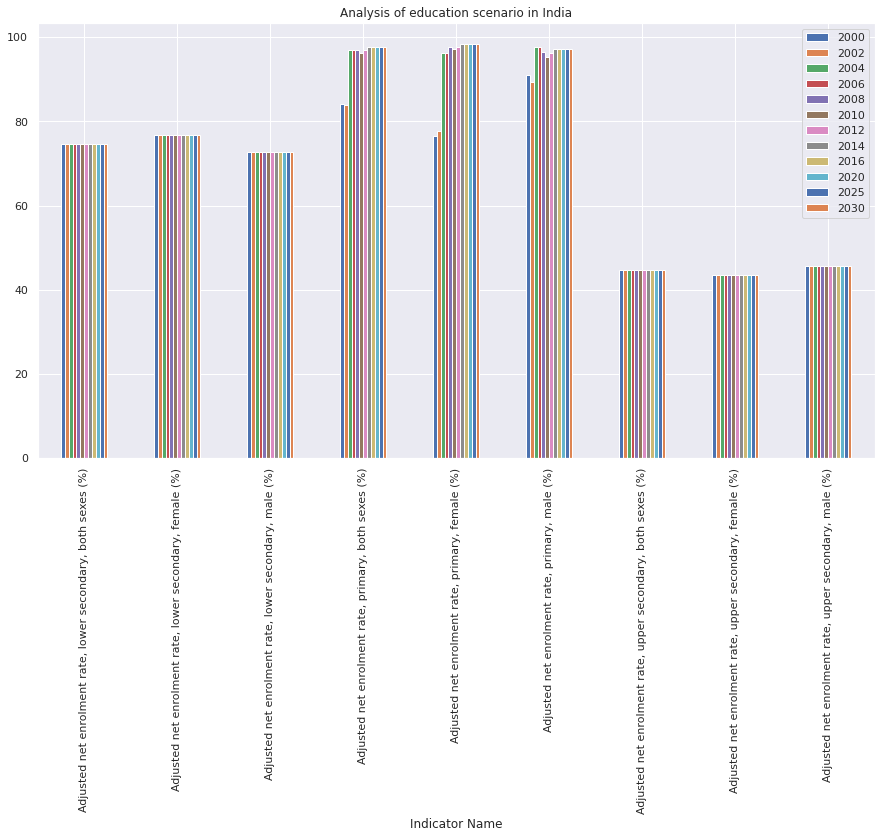 Analysis of education scenario in India
100
80
60
40
20
0
2000
2002
2004
2006
2008
2010
2012
2014
2016
2020
2025
2030
Adjusted net enrolment rate, lower secondary, both sexes (%)
Adjusted net enrolment rate, lower secondary, female (%)
Adjusted net enrolment rate, lower secondary, male (%)
Adjusted net enrolment rate, primary, both sexes (%)
Adjusted net enrolment rate, primary, female (%)
Adjusted net enrolment rate, primary, male (%)
Adjusted net enrolment rate, upper secondary, both sexes (%)
Adjusted net enrolment rate, upper secondary, female (%)
Adjusted net enrolment rate, upper secondary, male (%)
Indicator Name